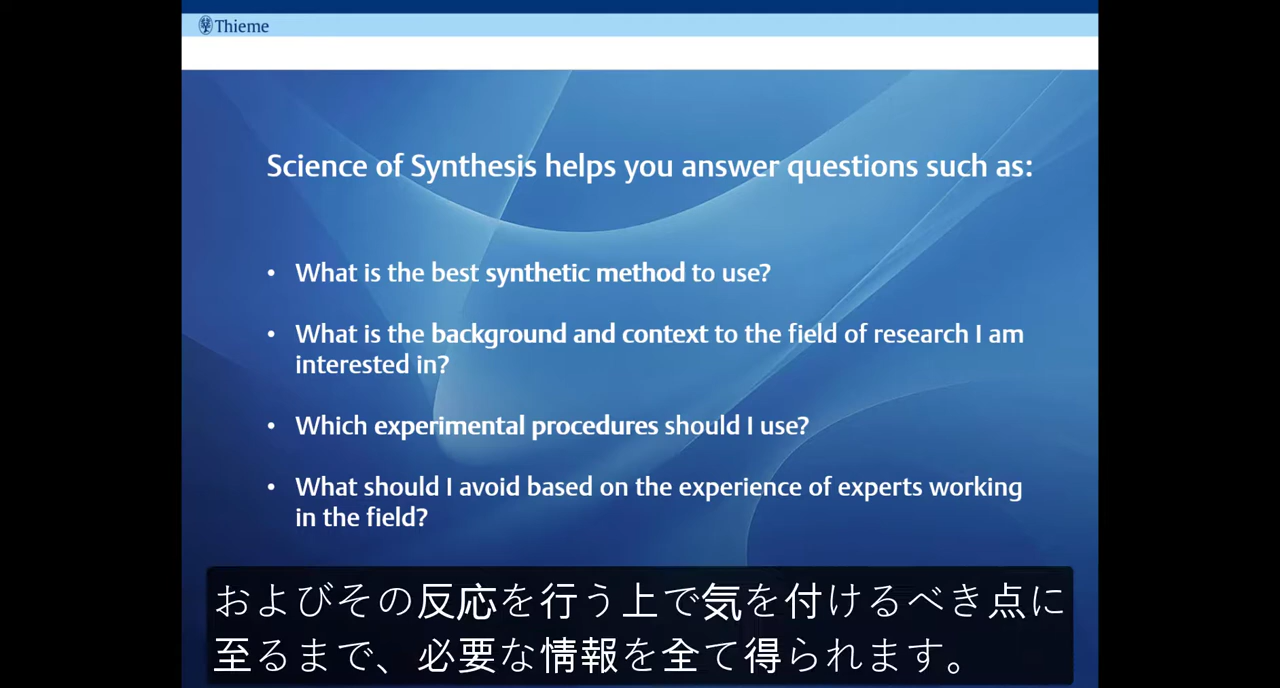 Thieme
Science of Synthesis helps you answer questions such as:
• What is the best synthetic method to use?
• What is the background and context to the field of research I am
interested in?
• Which experimental procedures should I use?
• What should I avoid based on the experience of experts working
in the field?
およびその反応を行う上で気を付けるべき点に
至るまで、必要な情報を全て得られます。